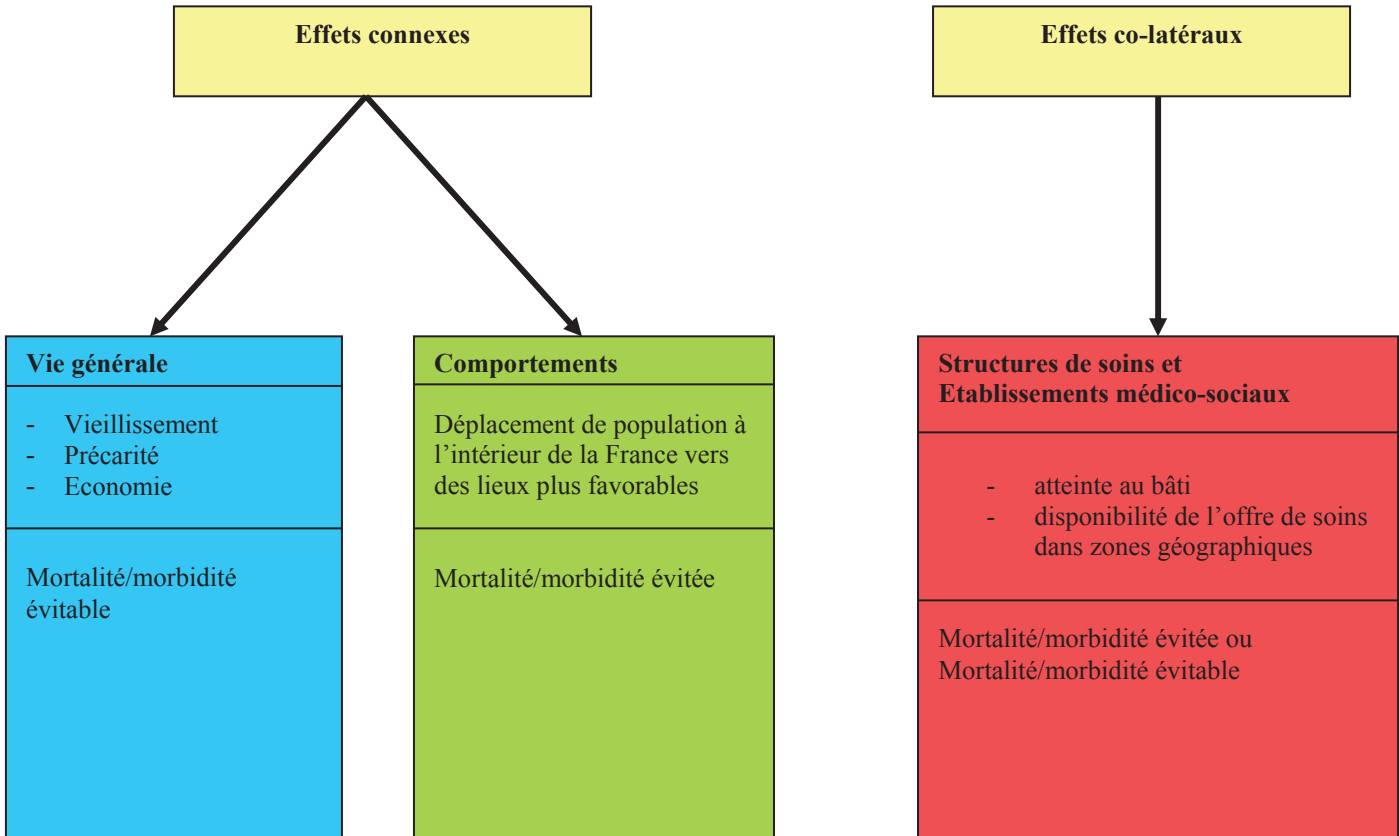 Effets connexes
Effets co-latéraux
Vie générale
- Vieillissement
- Précarité
- Economie
Mortalité/morbidité
évitable
Comportements
Déplacement de population à
l’intérieur de la France vers
des lieux plus favorables
Mortalité/morbidité évitée
Structures de soins et
Etablissements médico-sociaux
- atteinte au bâti
- disponibilité de l’offre de soins
dans zones géographiques
Mortalité/morbidité évitée ou
Mortalité/morbidité évitable